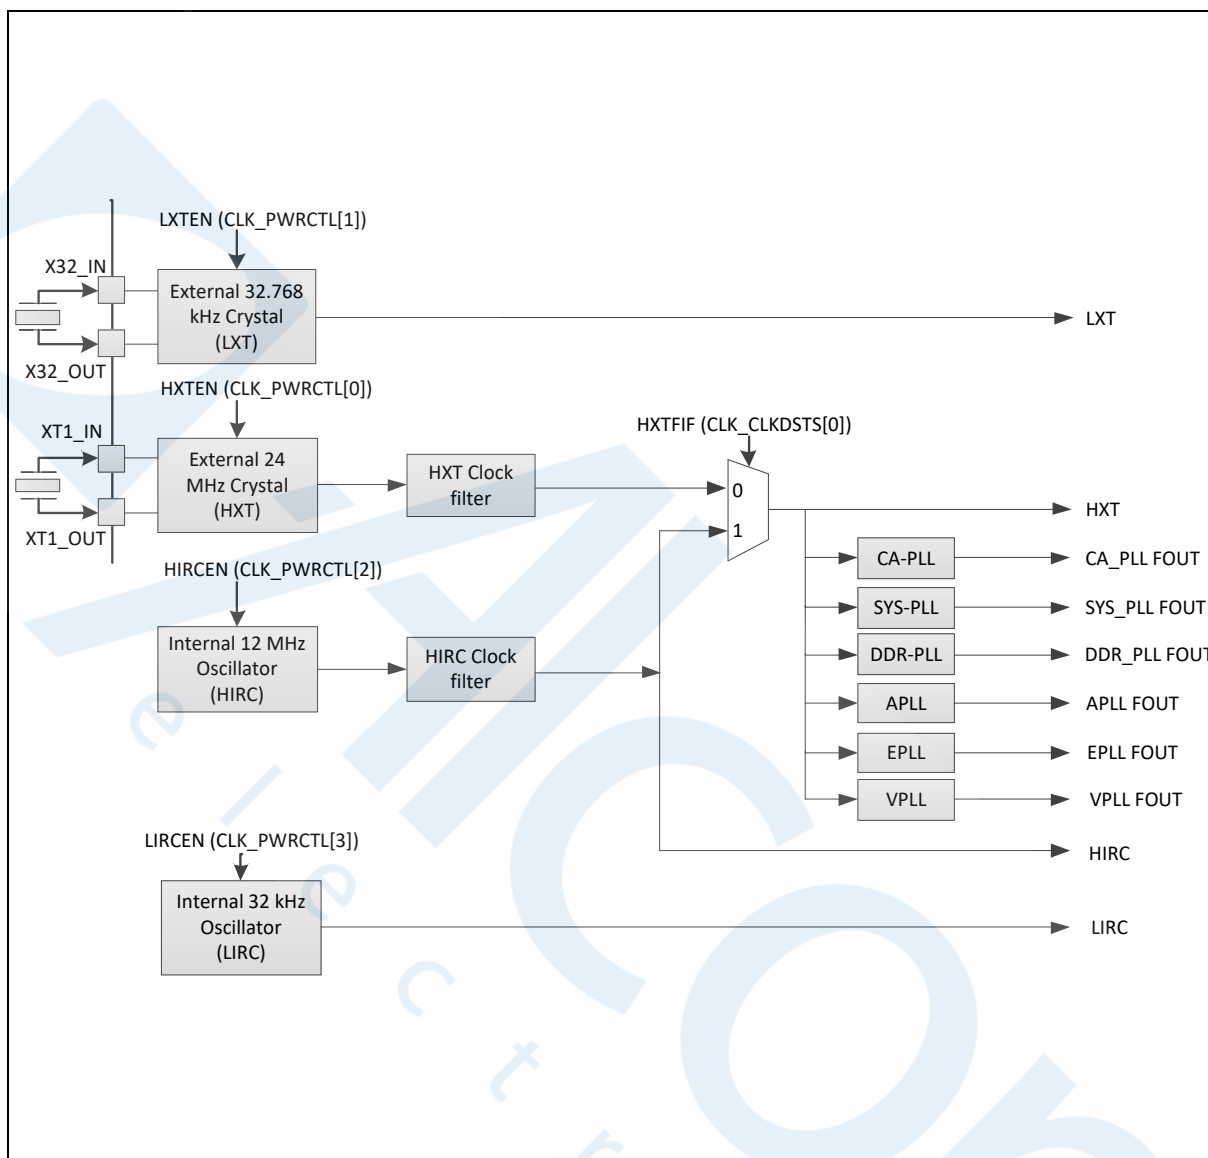 LXTEN (CLK_PWRCTL[1])
X32_IN
External 32.768
kHz Crystal
(LXT)
LXT
X32_OUT
HXTEN (CLK_PWRCTL[0])
XT1_IN
External 24
MHz Crystal
(HXT)
HXT Clock
filter
HXTFIF (CLK_CLKDSTS[0])
0
1
HXT
XT1_OUT
CA-PLL
CA_PLL FOUT
HIRCEN (CLK_PWRCTL[2])
SYS-PLL
SYS_PLL FOUT
Internal 12 MHz
Oscillator
(HIRC)
HIRC Clock
filter
DDR-PLL
DDR_PLL FOUT
APLL
APLL FOUT
EPLL
EPLL FOUT
VPLL
VPLL FOUT
HIRC
LIRCEN (CLK_PWRCTL[3])
Internal 32 kHz
Oscillator
(LIRC)
LIRC